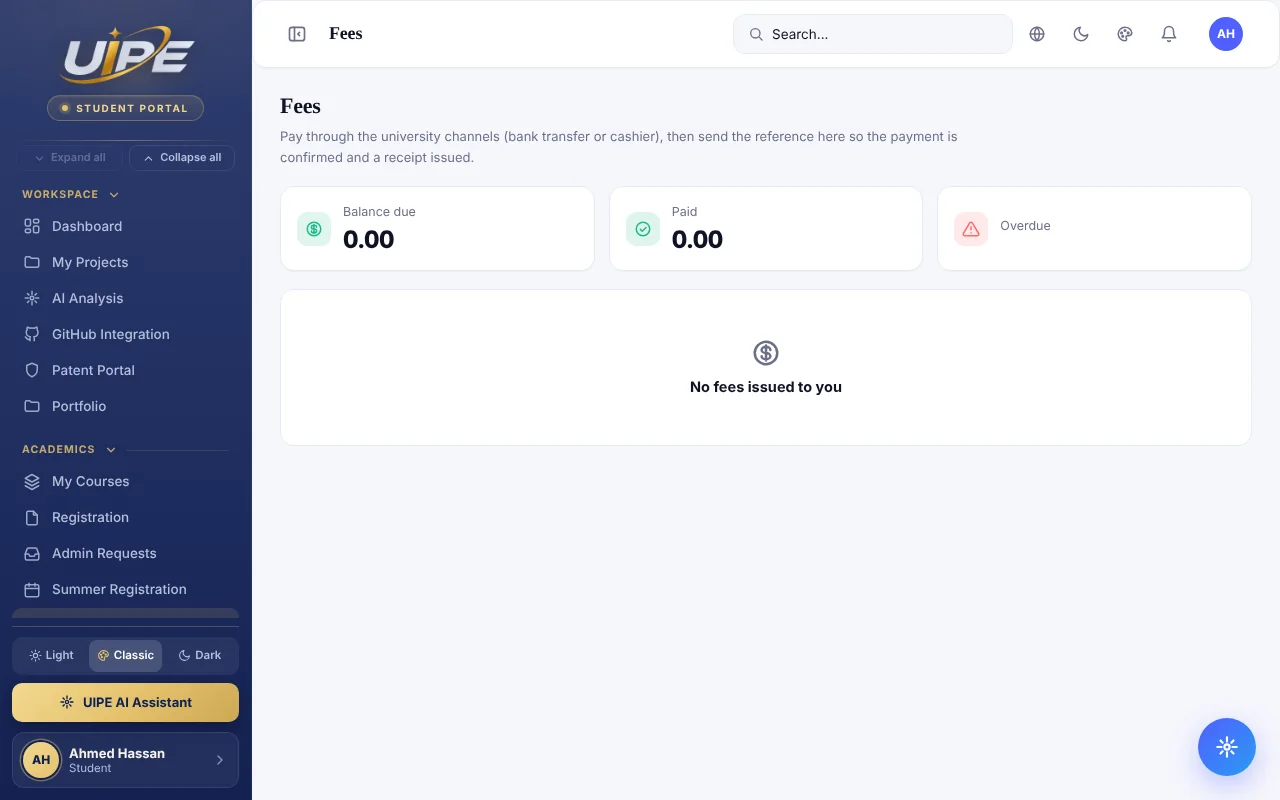 UIPE
STUDENT PORTAL
Expand all
Collapse all
WORKSPACE
Dashboard
My Projects
AI Analysis
GitHub Integration
Patent Portal
Portfolio
ACADEMICS
My Courses
Registration
Admin Requests
Summer Registration
Light
Classic
Dark
UIPE AI Assistant
AH
Ahmed Hassan
Student
Fees
Search...
AH
Fees
Pay through the university channels (bank transfer or cashier), then send the reference here so the payment is
confirmed and a receipt issued.
Balance due
0.00
Paid
0.00
Overdue
No fees issued to you